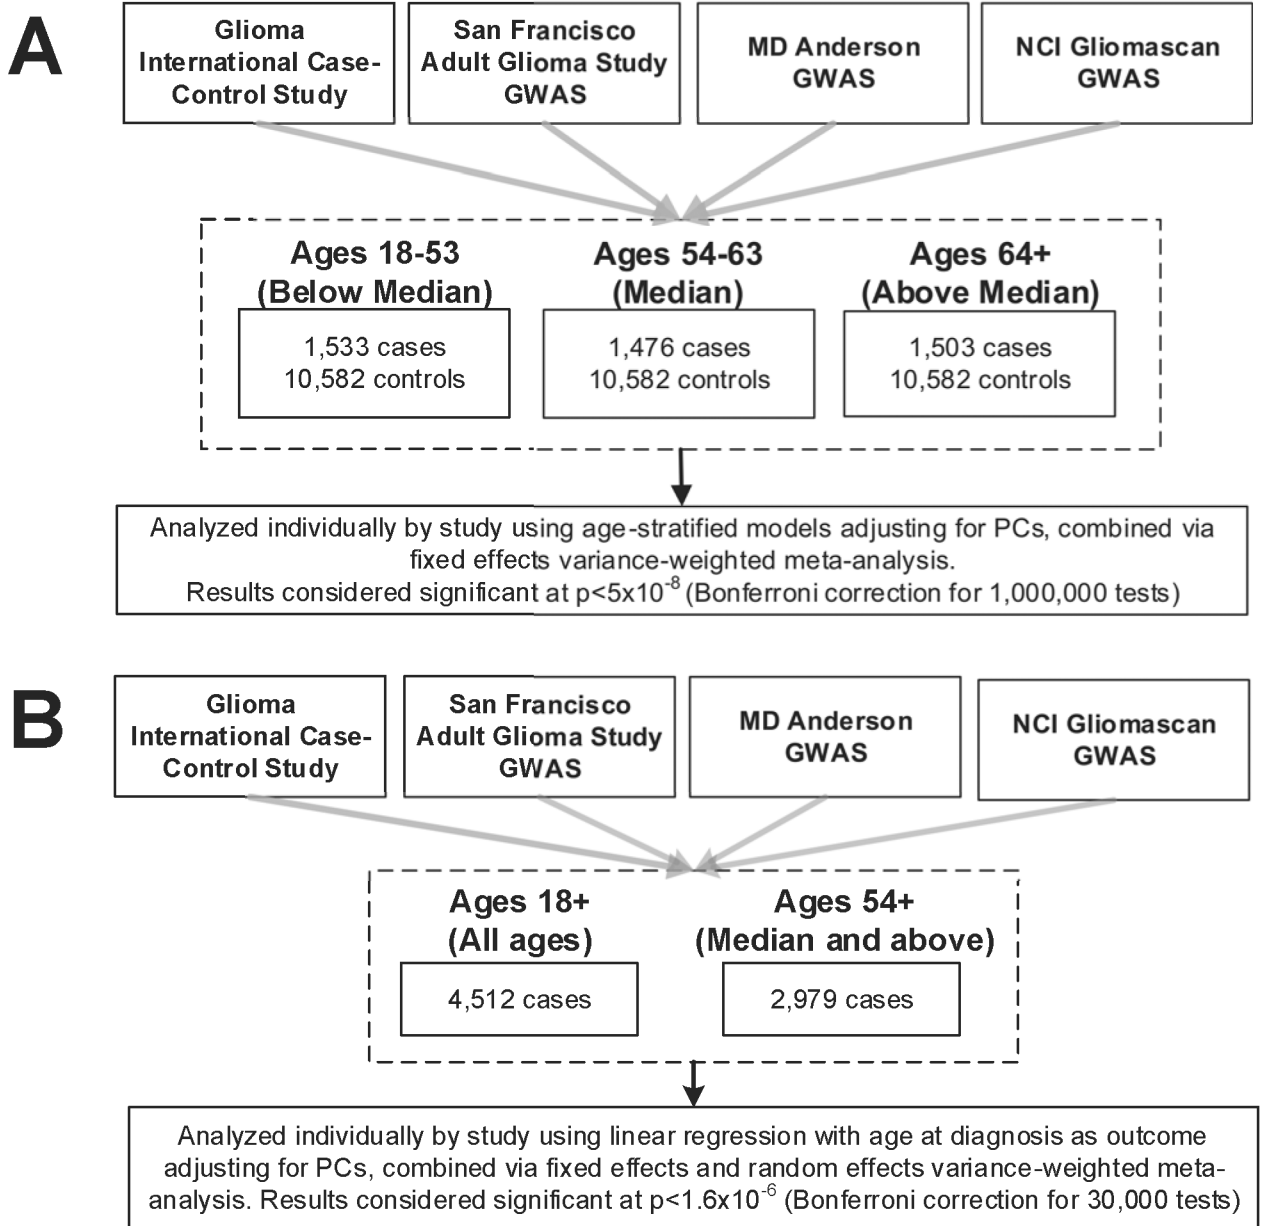 A
Glioma
International Case-
Control Study
San Francisco
Adult Glioma Study
GWAS
MD Anderson
GWAS
NCI Gliomascan
GWAS
Ages 18-53
(Below Median)
1,533 cases
10,582 controls
Ages 54-63
(Median)
1,476 cases
10,582 controls
Ages 64+
(Above Median)
1,503 cases
10,582 controls
Analyzed individually by study using age-stratified models adjusting for PCs, combined via
fixed effects variance-weighted meta-analysis.
Results considered significant at p<5x10⁻⁸ (Bonferroni correction for 1,000,000 tests)
B
Glioma
International Case-
Control Study
San Francisco
Adult Glioma Study
GWAS
MD Anderson
GWAS
NCI Gliomascan
GWAS
Ages 18+
(All ages)
4,512 cases
Ages 54+
(Median and above)
2,979 cases
Analyzed individually by study using linear regression with age at diagnosis as outcome
adjusting for PCs, combined via fixed effects and random effects variance-weighted meta-
analysis. Results considered significant at p<1.6x10⁻⁶ (Bonferroni correction for 30,000 tests)